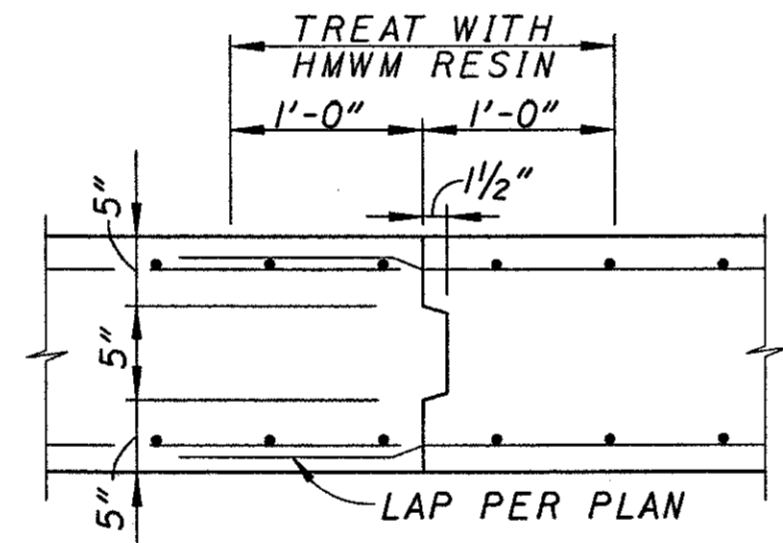 TREAT WITH
HMWM RESIN
1'-0" 1'-0"
1½"
5"
5"
5"
LAP PER PLAN